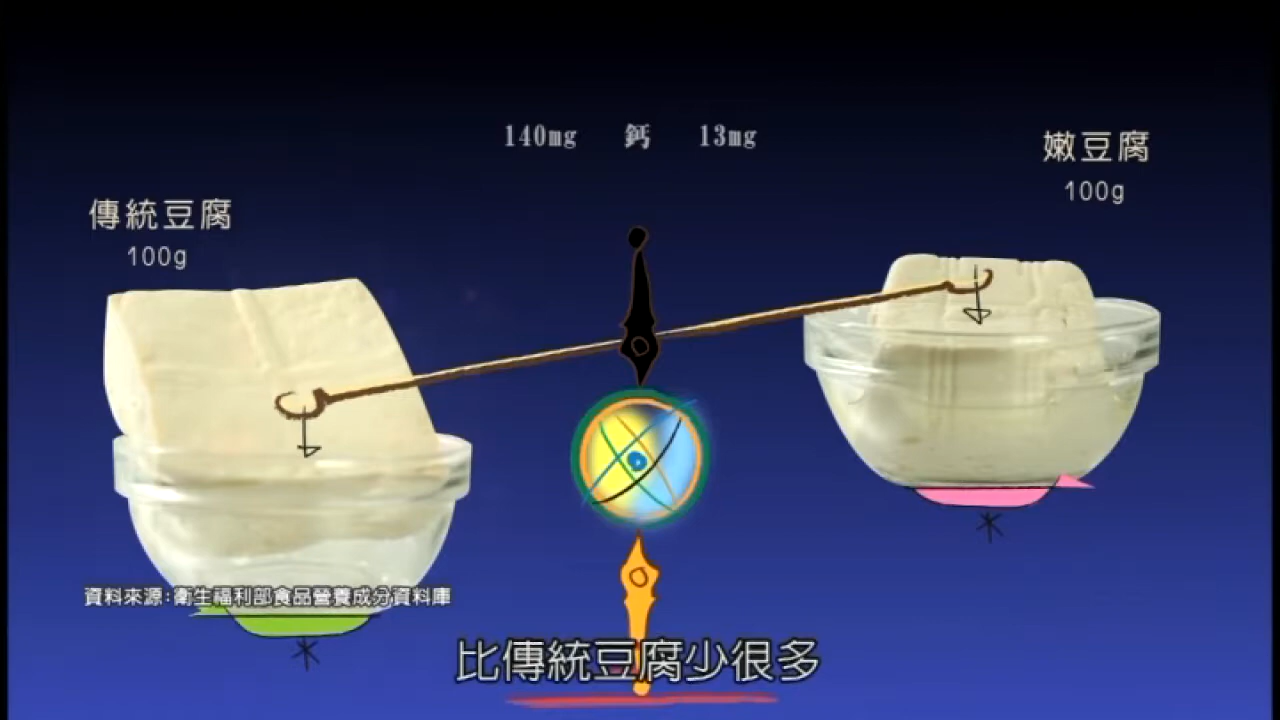 140mg 鈣 13mg
嫩豆腐
100g
傳統豆腐
100g
資料來源:衛生福利部食品營養成分資料庫
比傳統豆腐少很多